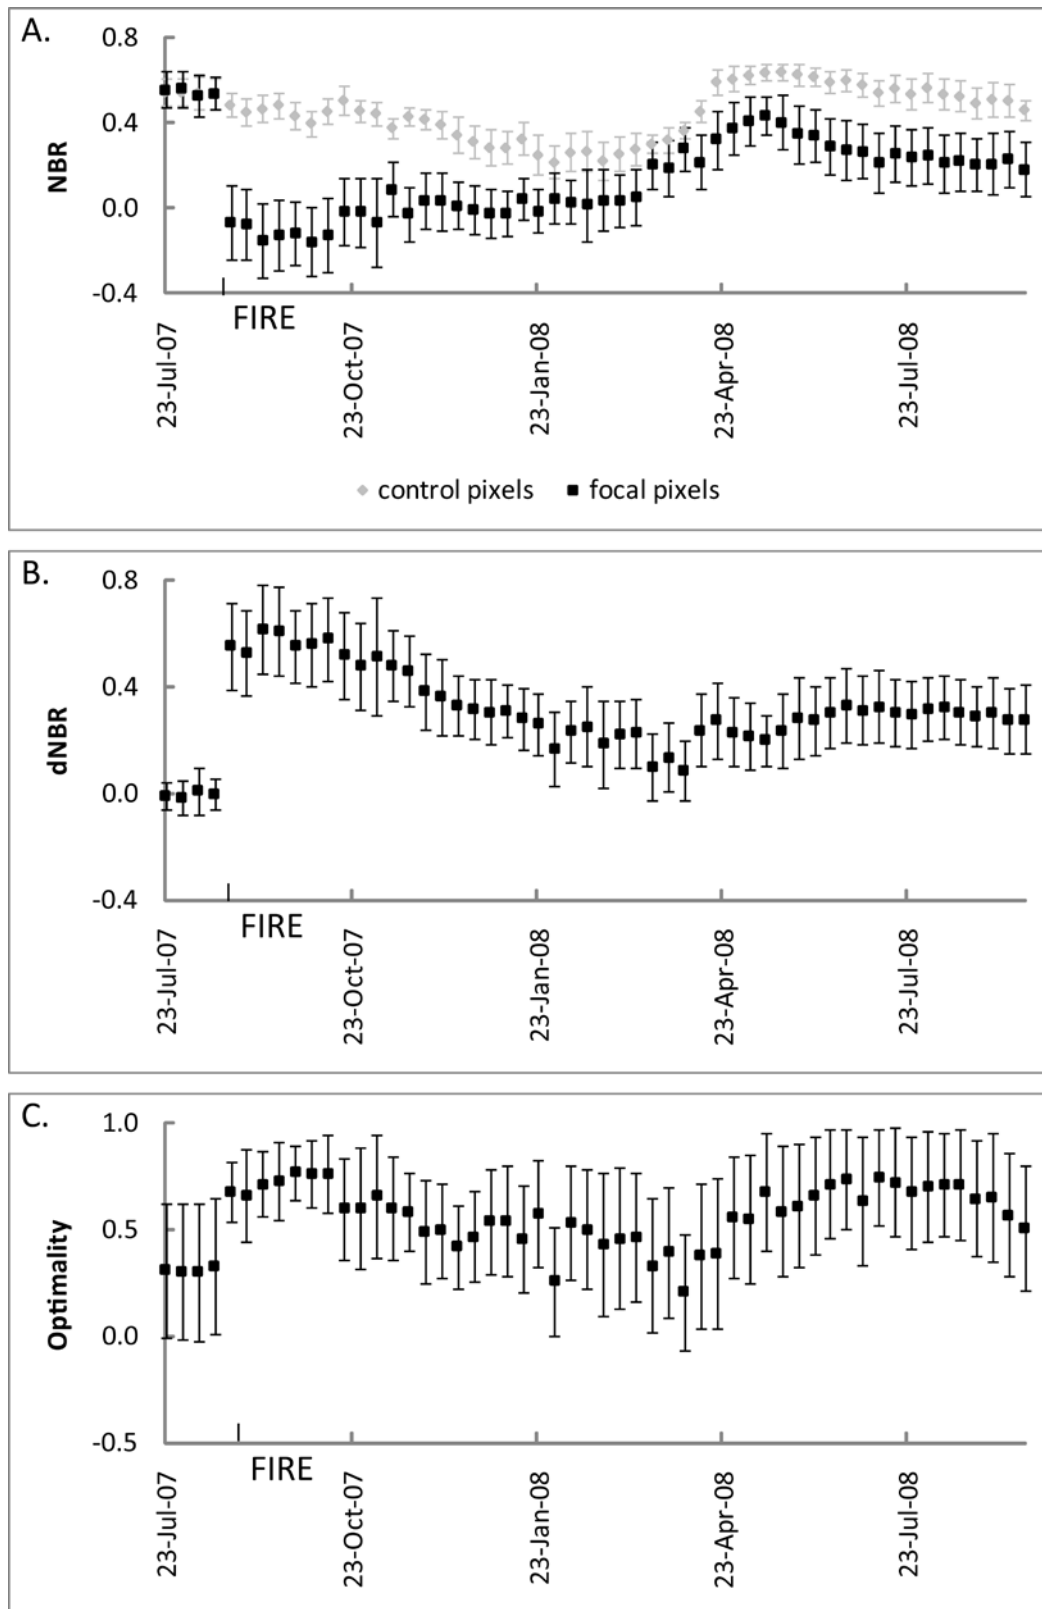 A.
0.8
0.4
0.0
-0.4
NBR
FIRE
23-Jul-07
23-Oct-07
23-Jan-08
23-Apr-08
23-Jul-08
control pixels focal pixels
B.
0.8
0.4
0.0
-0.4
dNBR
FIRE
23-Jul-07
23-Oct-07
23-Jan-08
23-Apr-08
23-Jul-08
C.
1.0
0.5
0.0
-0.5
Optimality
FIRE
23-Jul-07
23-Oct-07
23-Jan-08
23-Apr-08
23-Jul-08